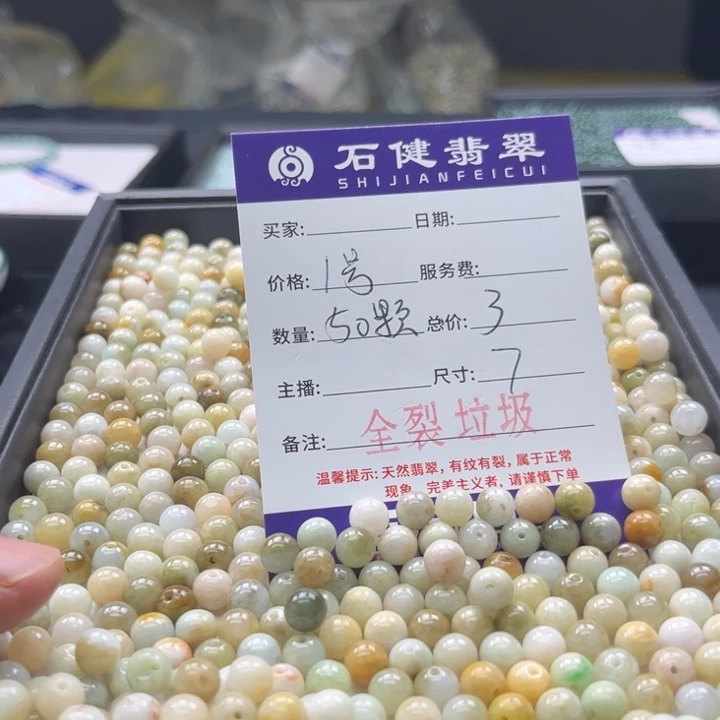 石健翡翠
SHIJIANFEICUI
买家: 日期:
价格: 1号 服务费:
数量: 50颗 总价: 3
主播: 尺寸: 7
备注: 全裂 垃圾
温馨提示: 天然翡翠, 有纹有裂, 属于正常
现象, 完美主义者, 请谨慎下单